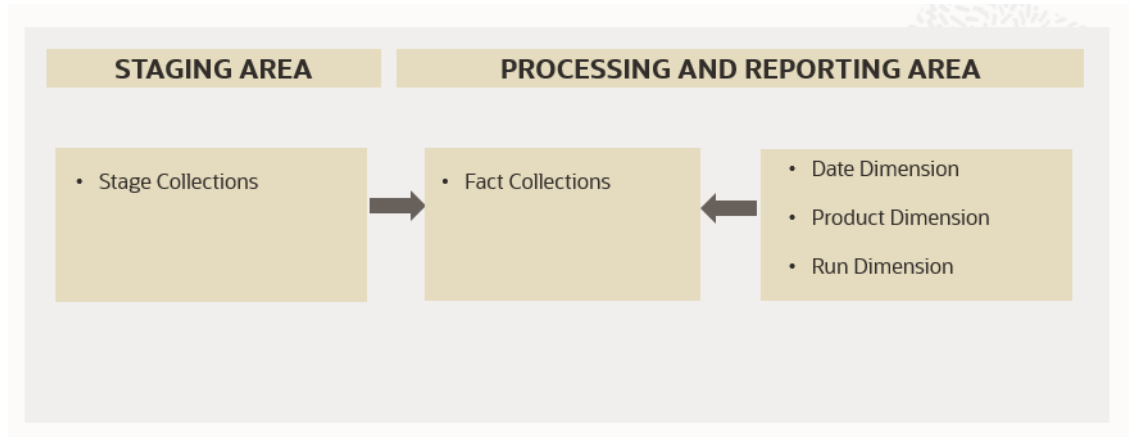 STAGING AREA
PROCESSING AND REPORTING AREA
• Stage Collections
• Fact Collections
• Date Dimension
• Product Dimension
• Run Dimension